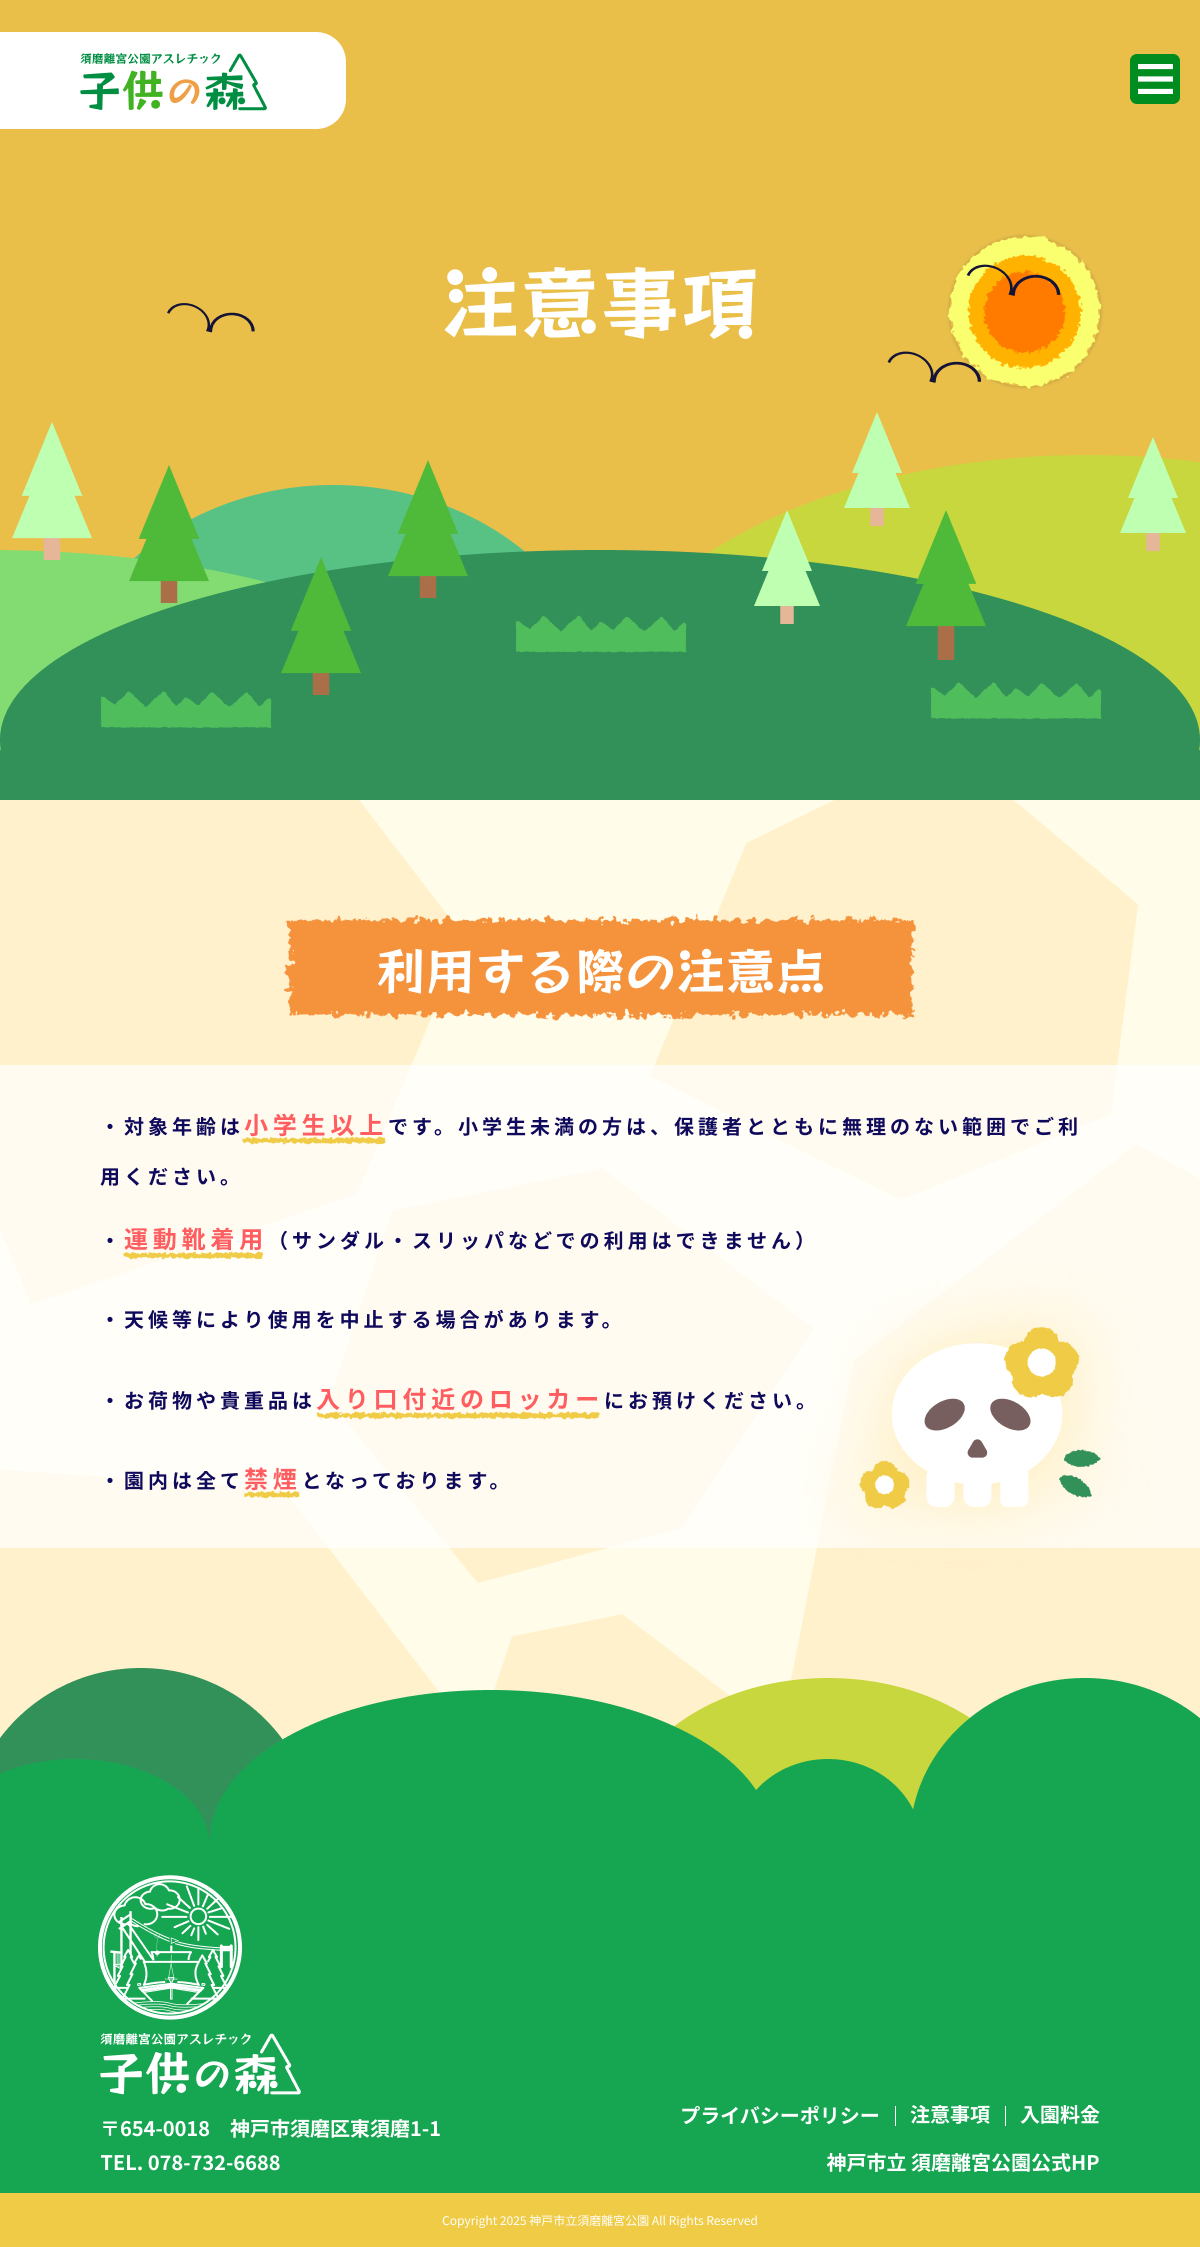 須磨離宮公園アスレチック
子供の森
注意事項
利用する際の注意点
・対象年齢は小学生以上です。小学生未満の方は、保護者とともに無理のない範囲でご利
用ください。
・運動靴着用（サンダル・スリッパなどでの利用はできません）
・天候等により使用を中止する場合があります。
・お荷物や貴重品は入り口付近のロッカーにお預けください。
・園内は全て禁煙となっております。
須磨離宮公園アスレチック
子供の森
〒654-0018　神戸市須磨区東須磨1-1
TEL. 078-732-6688
プライバシーポリシー｜注意事項｜入園料金
神戸市立 須磨離宮公園公式HP
Copyright 2025 神戸市立須磨離宮公園 All Rights Reserved